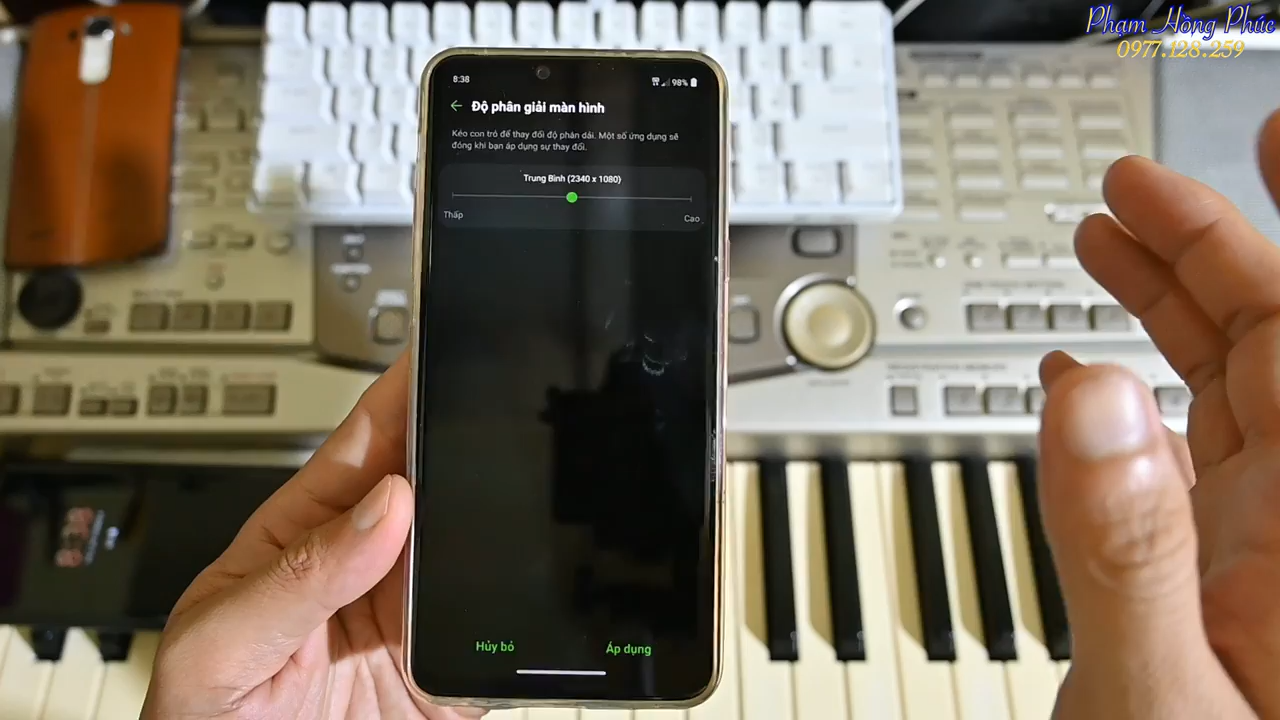 Phạm Hồng Phúc
0977.128.259
8:38
98%
Độ phân giải màn hình
Kéo con trỏ để thay đổi độ phân dải. Một số ứng dụng sẽ
đóng khi bạn áp dụng sự thay đổi.
Trung Bình (2340 x 1080)
Thấp
Cao
Hủy bỏ
Áp dụng